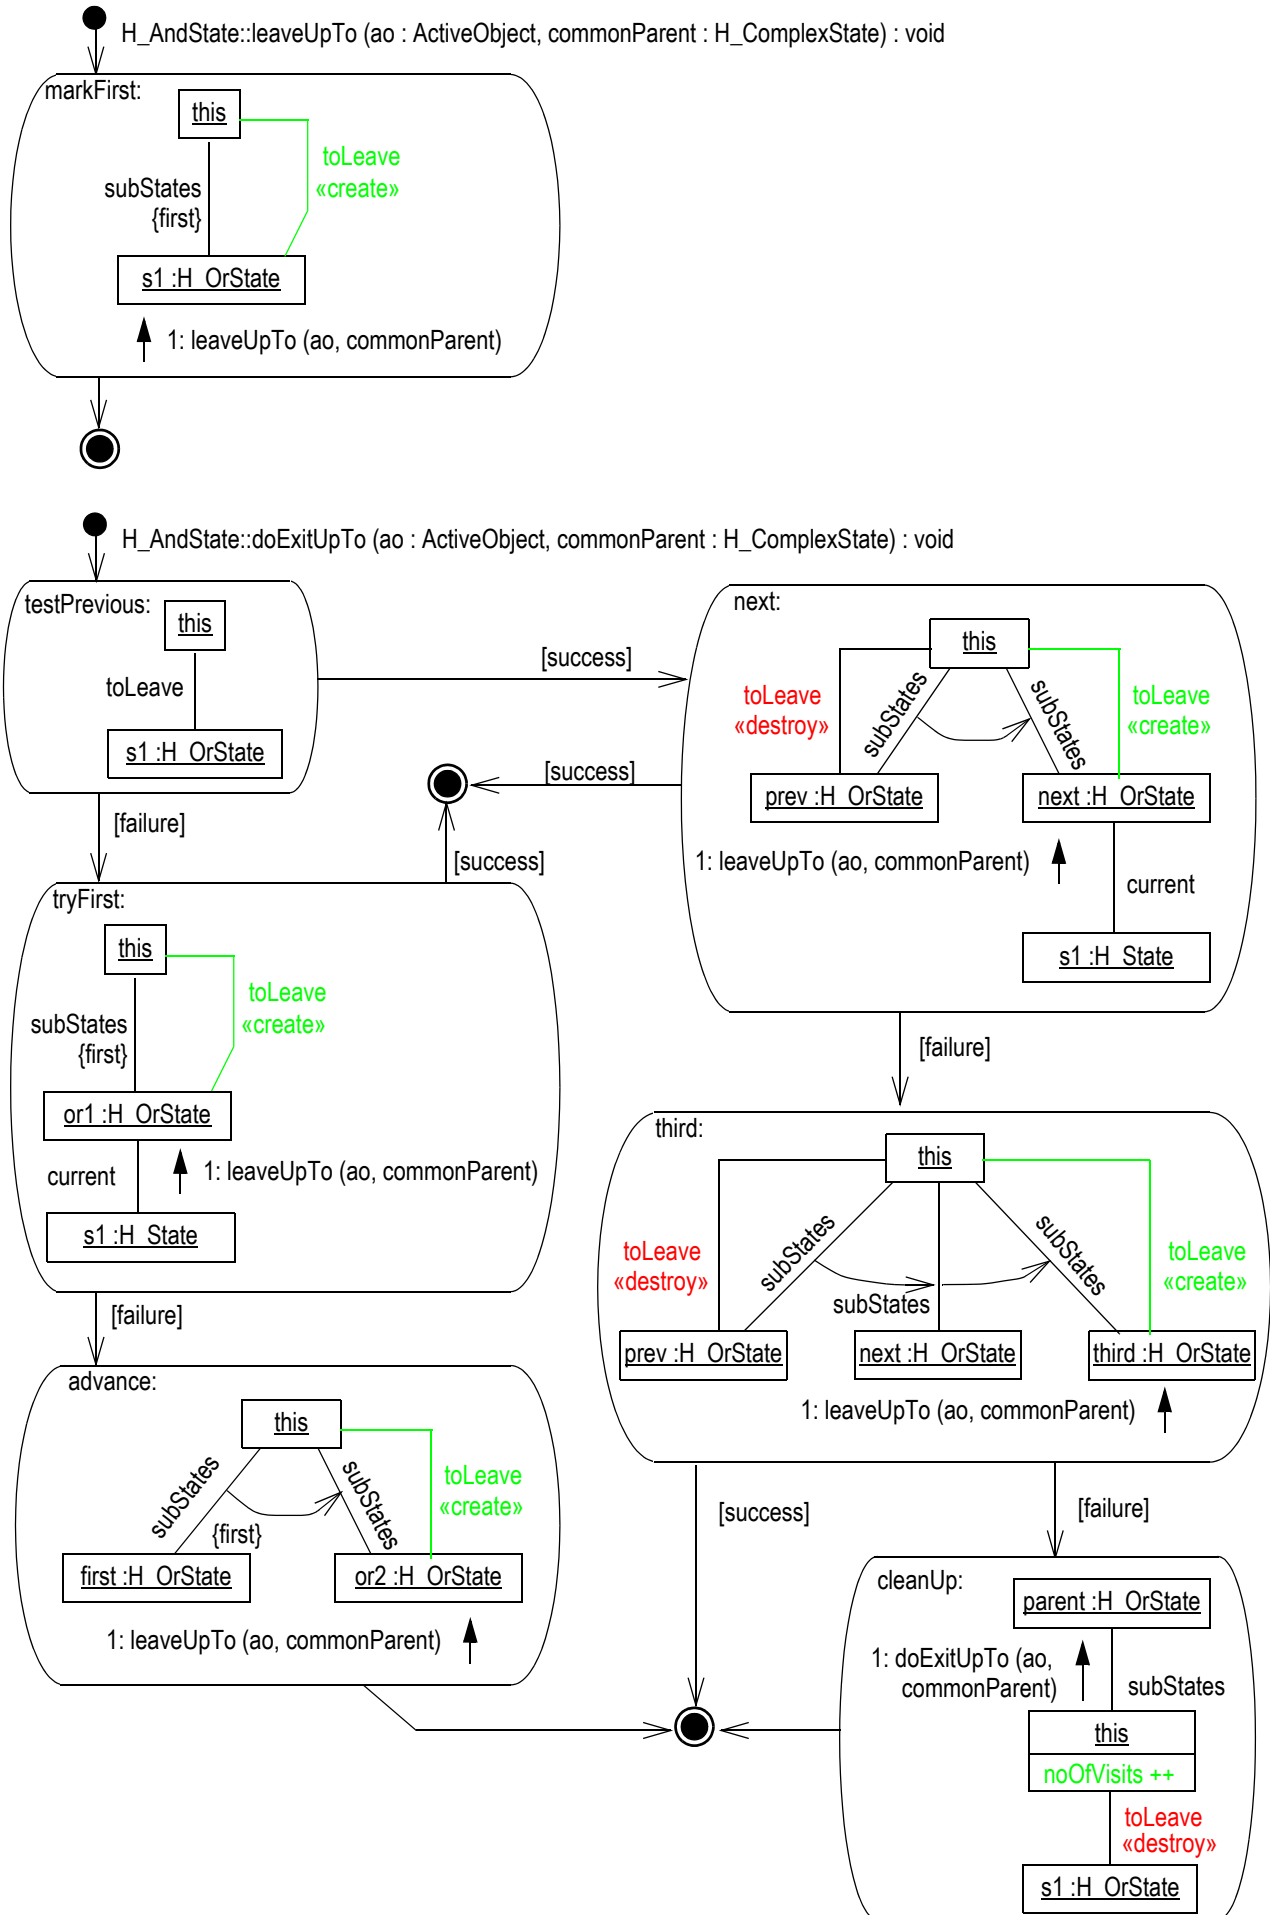 H_AndState::leaveUpTo (ao : ActiveObject, commonParent : H_ComplexState) : void
markFirst:
this
toLeave
«create»
subStates
{first}
s1 :H_OrState
1: leaveUpTo (ao, commonParent)
H_AndState::doExitUpTo (ao : ActiveObject, commonParent : H_ComplexState) : void
testPrevious:
this
toLeave
s1 :H_OrState
[success]
[failure]
next:
this
toLeave
«destroy»
subStates
subStates
toLeave
«create»
prev :H_OrState
next :H_OrState
1: leaveUpTo (ao, commonParent)
current
s1 :H_State
[success]
[success]
[failure]
tryFirst:
this
toLeave
«create»
subStates
{first}
or1 :H_OrState
current
1: leaveUpTo (ao, commonParent)
s1 :H_State
[failure]
third:
this
toLeave
«destroy»
subStates
subStates
subStates
toLeave
«create»
prev :H_OrState
next :H_OrState
third :H_OrState
1: leaveUpTo (ao, commonParent)
[success]
[failure]
advance:
this
subStates
{first}
subStates
toLeave
«create»
first :H_OrState
or2 :H_OrState
1: leaveUpTo (ao, commonParent)
cleanUp:
parent :H_OrState
1: doExitUpTo (ao,
commonParent)
subStates
this
noOfVisits ++
toLeave
«destroy»
s1 :H_OrState